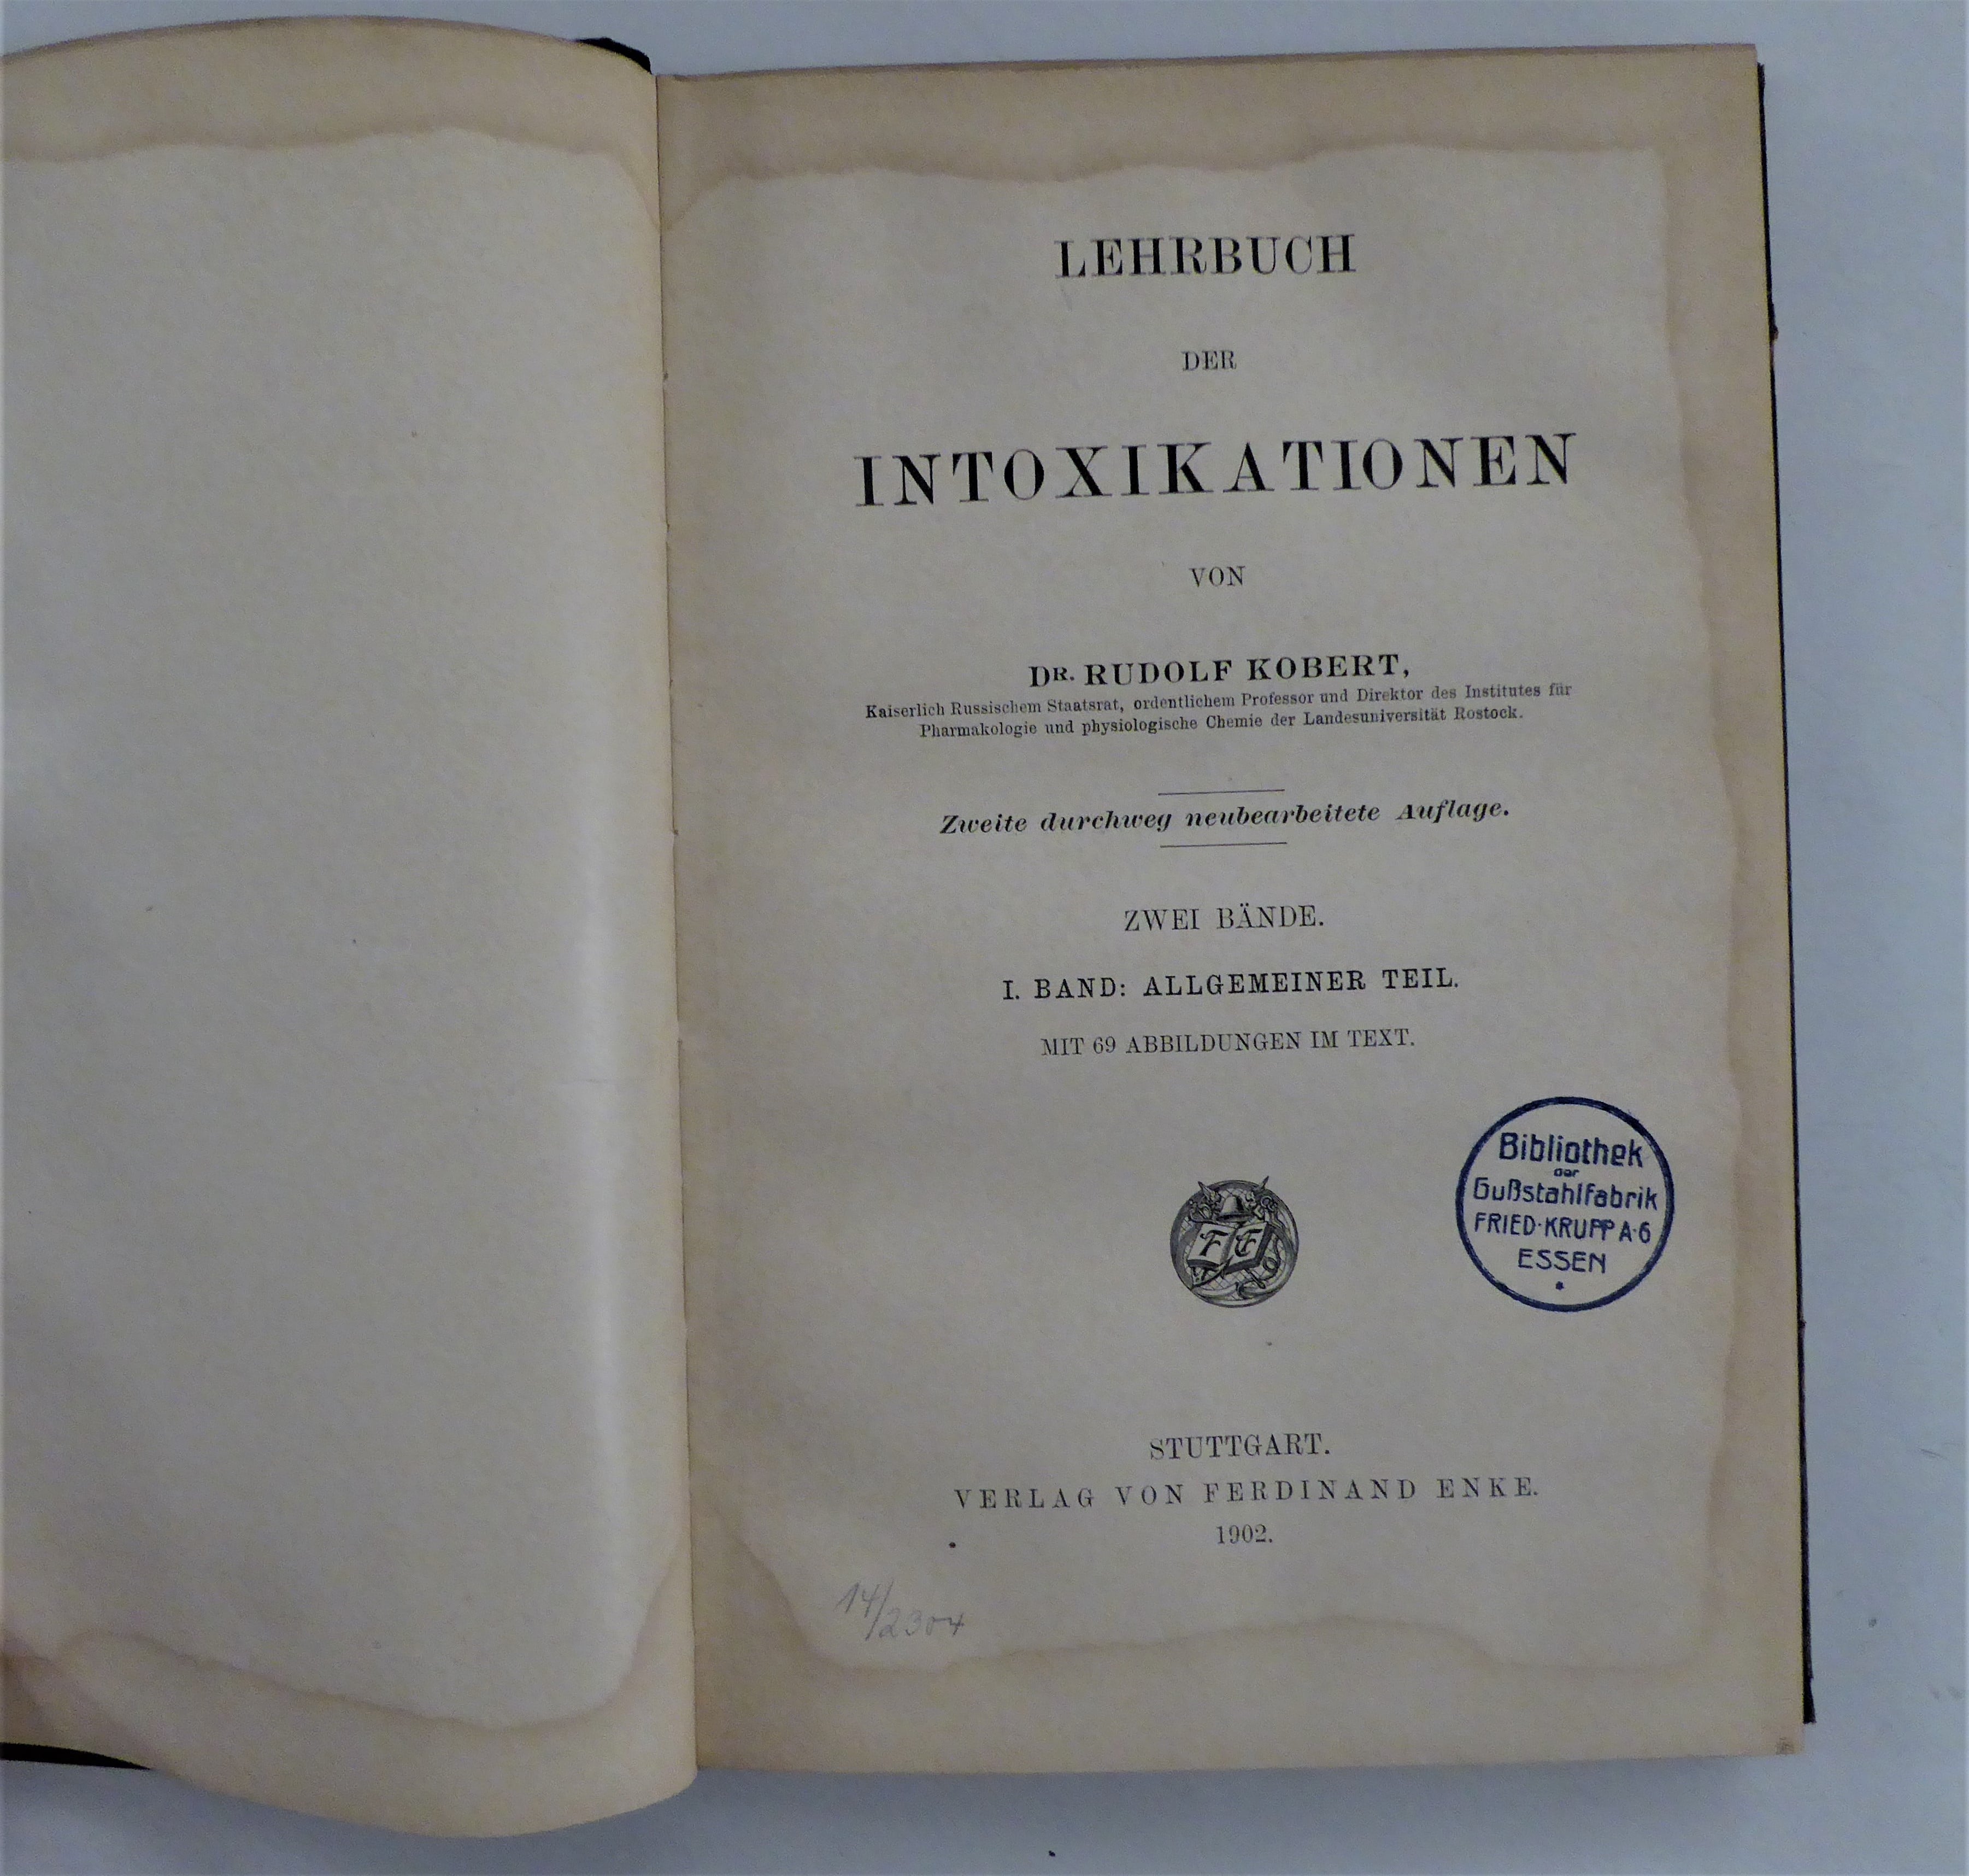 LEHRBUCH
DER
INTOXIKATIONEN
VON
DR. RUDOLF KOBERT,
Kaiserlich Russischem Staatsrat, ordentlichem Professor und Direktor des Institutes für
Pharmakologie und physiologische Chemie der Landesuniversität Rostock.
Zweite durchweg neubearbeitete Auflage.
ZWEI BÄNDE.
I. BAND: ALLGEMEINER TEIL.
MIT 69 ABBILDUNGEN IM TEXT.
F E
Bibliothek
der
Gußstahlfabrik
FRIED·KRUPP A·G
ESSEN
STUTTGART.
VERLAG VON FERDINAND ENKE.
1902.
14/2304